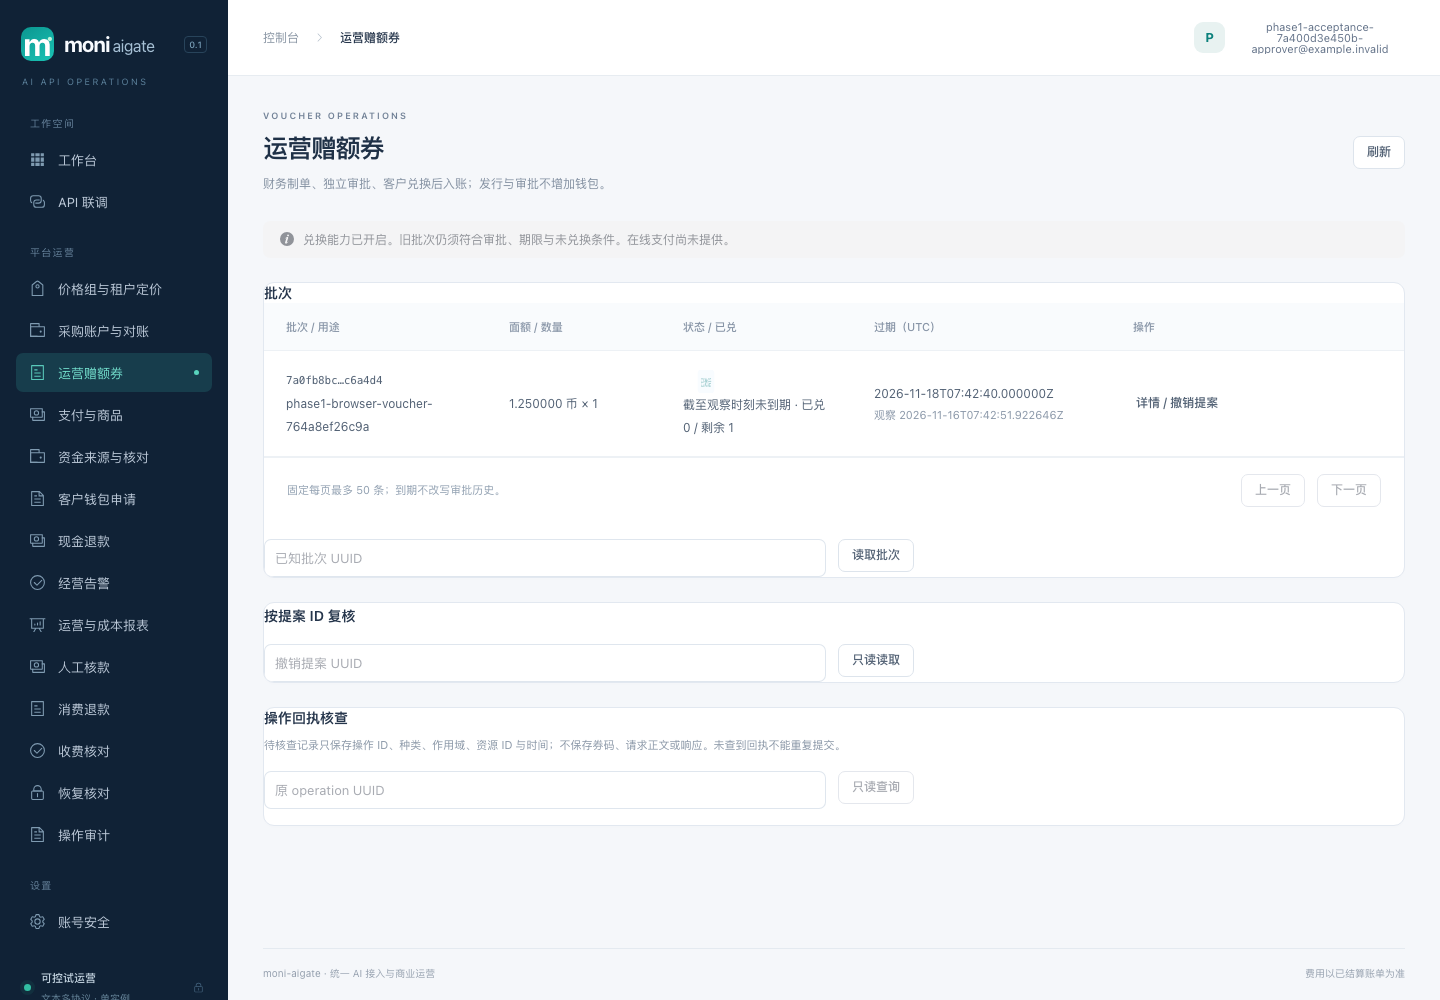 moni aigate
0.1
AI API OPERATIONS
工作空间
工作台
API 联调
平台运营
价格组与租户定价
采购账户与对账
运营赠额券
支付与商品
资金来源与核对
客户钱包申请
现金退款
经营告警
运营与成本报表
人工核款
消费退款
收费核对
恢复核对
操作审计
设置
账号安全
可控试运营
文本多协议 · 单实例
控制台
运营赠额券
P
phase1-acceptance-
7a400d3e450b-
approver@example.invalid
VOUCHER OPERATIONS
运营赠额券
财务制单、独立审批、客户兑换后入账；发行与审批不增加钱包。
刷新
兑换能力已开启。旧批次仍须符合审批、期限与未兑换条件。在线支付尚未提供。
批次
批次 / 用途
面额 / 数量
状态 / 已兑
过期（UTC）
操作
7a0fb8bc…c6a4d4
phase1-browser-voucher-
764a8ef26c9a
1.250000 币 × 1
截至观察时刻未到期 · 已兑
0 / 剩余 1
2026-11-18T07:42:40.000000Z
观察 2026-11-16T07:42:51.922646Z
详情 / 撤销提案
固定每页最多 50 条；到期不改写审批历史。
上一页
下一页
已知批次 UUID
读取批次
按提案 ID 复核
撤销提案 UUID
只读读取
操作回执核查
待核查记录只保存操作 ID、种类、作用域、资源 ID 与时间；不保存券码、请求正文或响应。未查到回执不能重复提交。
原 operation UUID
只读查询
moni-aigate · 统一 AI 接入与商业运营
费用以已结算账单为准